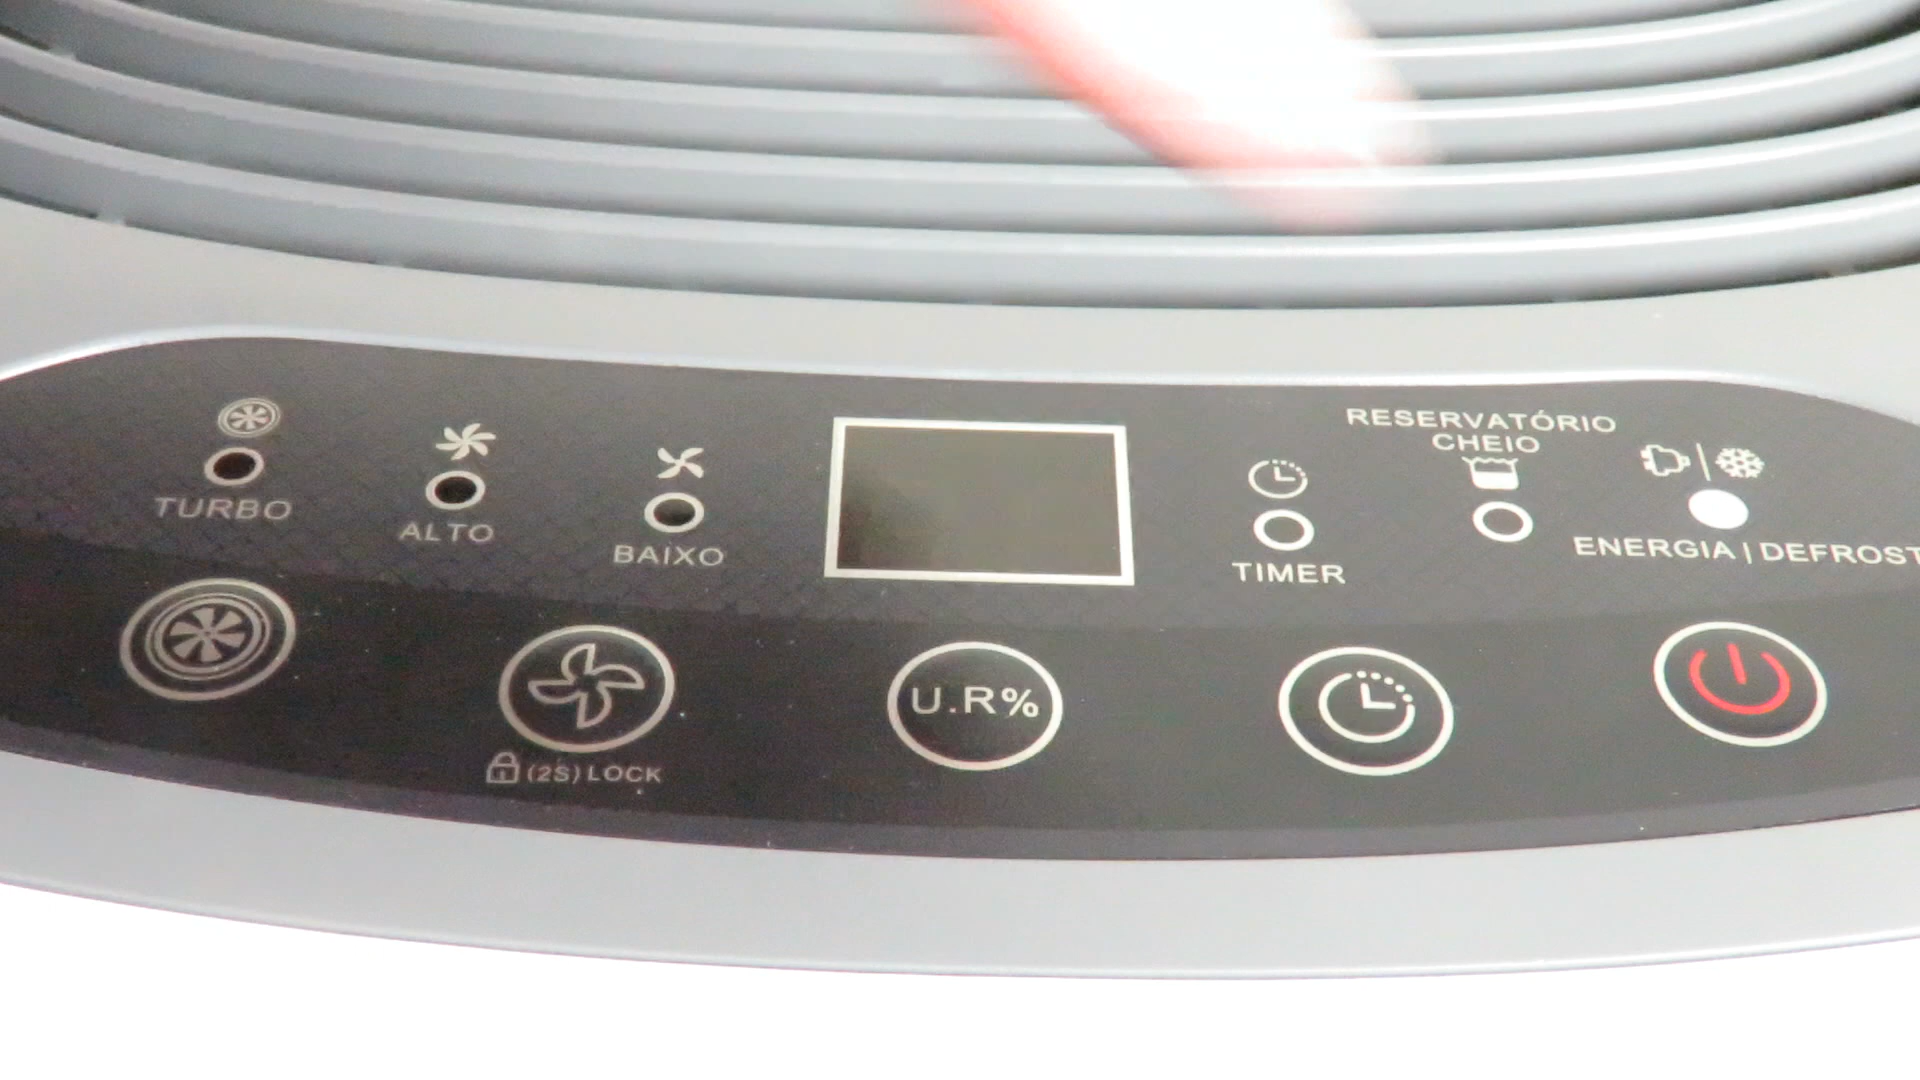 TURBO
ALTO
BAIXO
TIMER
RESERVATÓRIO
CHEIO
ENERGIA | DEFROST
(2S) LOCK
U.R%